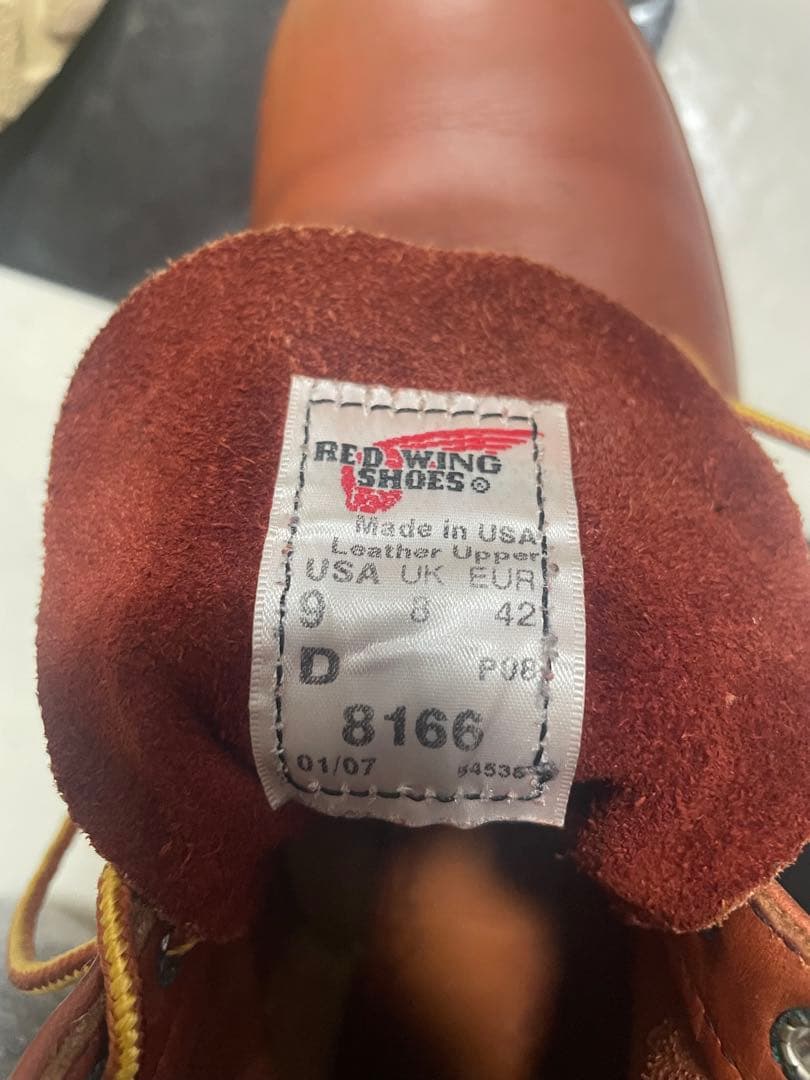 RED WING
SHOES®
Made in USA
Leather Upper
USA UK EUR
9 8 42
D P08
8166
01/07